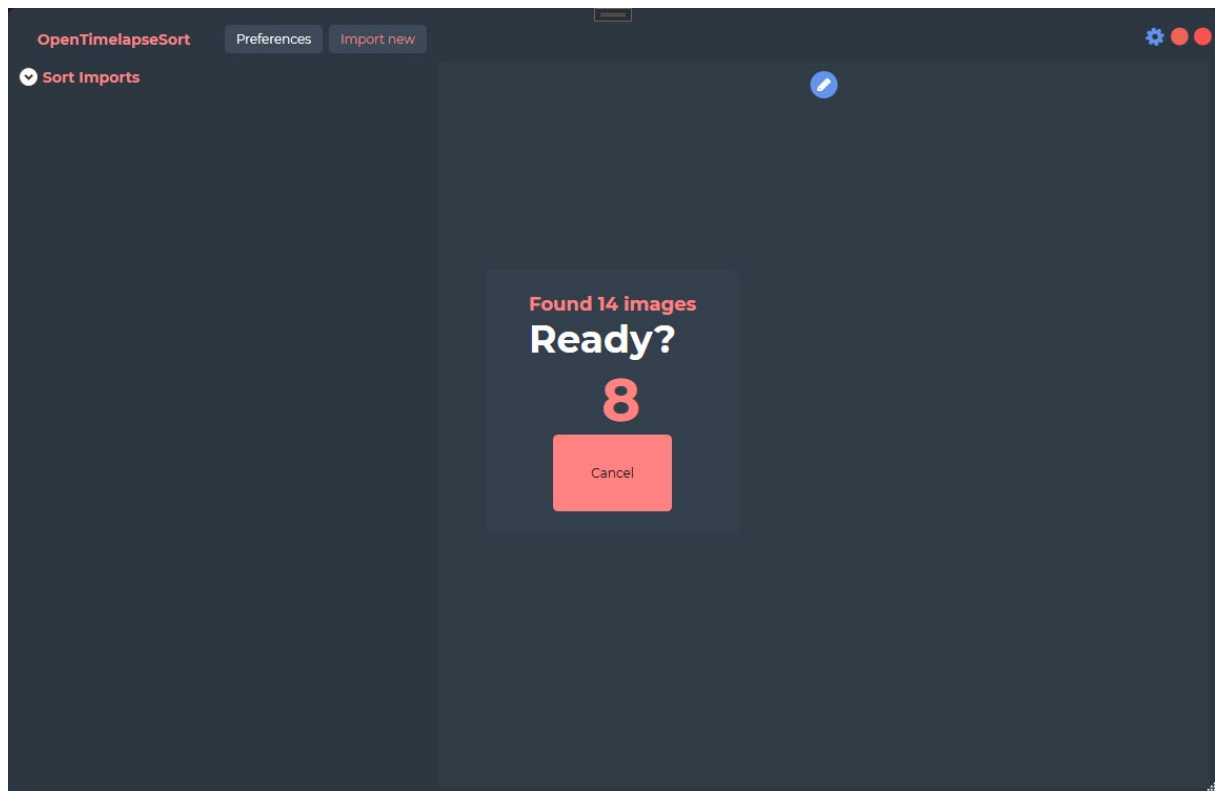 OpenTimelapseSort
Preferences
Import new
Sort Imports
Found 14 images
Ready?
8
Cancel